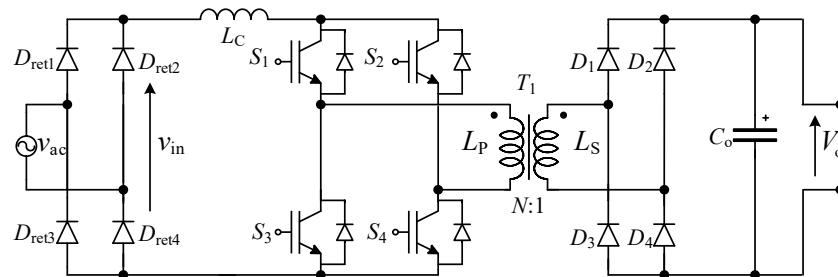 D_ret1
D_ret2
L_C
S_1
S_2
T_1
D_1
D_2
v_ac
v_in
L_P
L_S
C_o
+
N:1
D_ret3
D_ret4
S_3
S_4
D_3
D_4